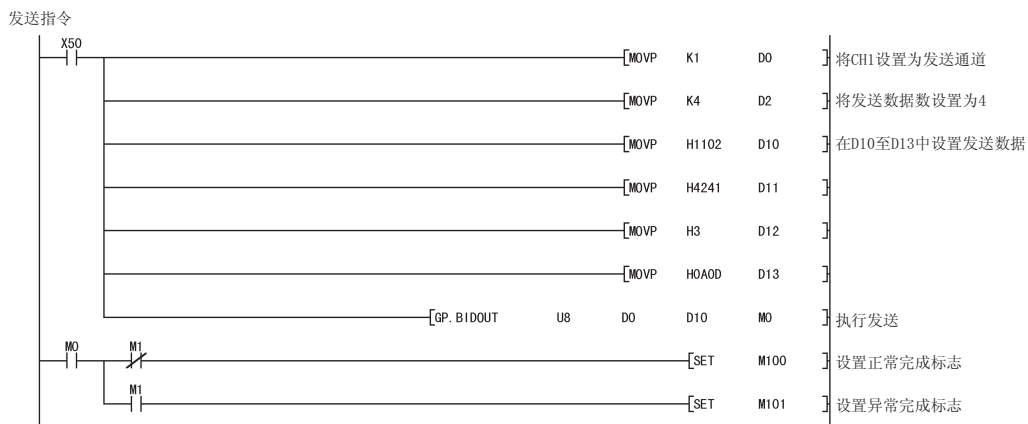 发送指令
X50
[MOVP K1 D0 ] 将CH1设置为发送通道
[MOVP K4 D2 ] 将发送数据数设置为4
[MOVP H1102 D10 ] 在D10至D13中设置发送数据
[MOVP H4241 D11 ]
[MOVP H3 D12 ]
[MOVP H0A0D D13 ]
[GP.BIDOUT U8 D0 D10 M0 ] 执行发送
M0 M1
[SET M100 ] 设置正常完成标志
M1
[SET M101 ] 设置异常完成标志